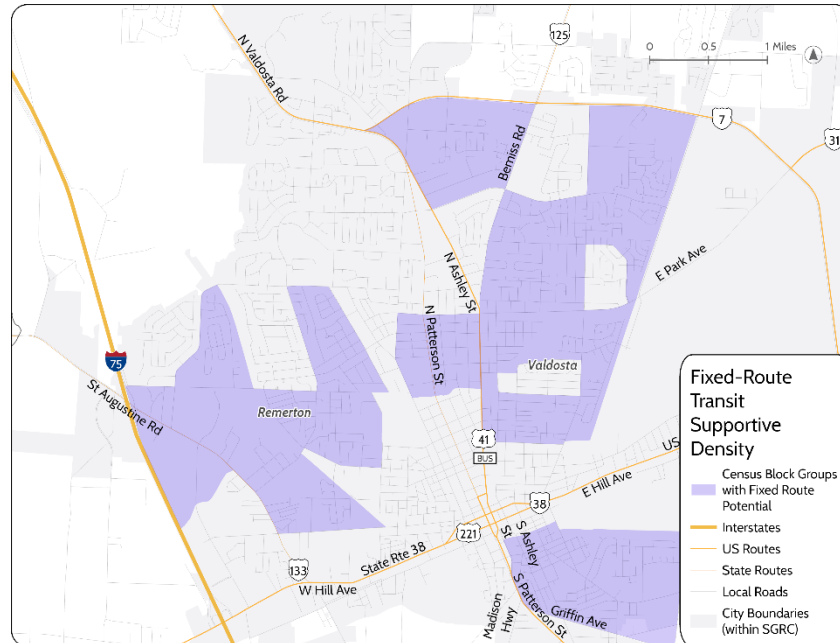 N Valdosta Rd
125
0 0.5 1 Miles
7
31
Bemiss Rd
N Ashley St
E Park Ave
N Patterson St
75
St Augustine Rd
Remerton
Valdosta
41
BUS
US
E Hill Ave
38
221
State Rte 38
S Ashley
St
133
W Hill Ave
Madison
Hwy
S Patterson St
Griffin Ave
Fixed-Route
Transit
Supportive
Density
Census Block Groups
with Fixed Route
Potential
Interstates
US Routes
State Routes
Local Roads
City Boundaries
(within SGRC)